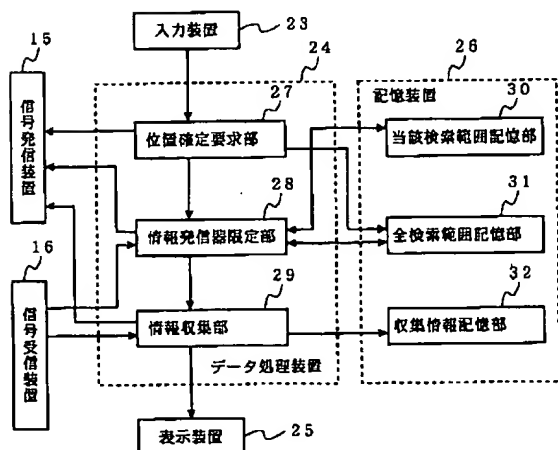 入力装置
23
15
24
26
信号発信装置
27
位置確定要求部
記憶装置
30
当該検索範囲記憶部
28
情報発信器限定部
31
全検索範囲記憶部
16
信号受信装置
29
情報収集部
32
収集情報記憶部
データ処理装置
表示装置
25